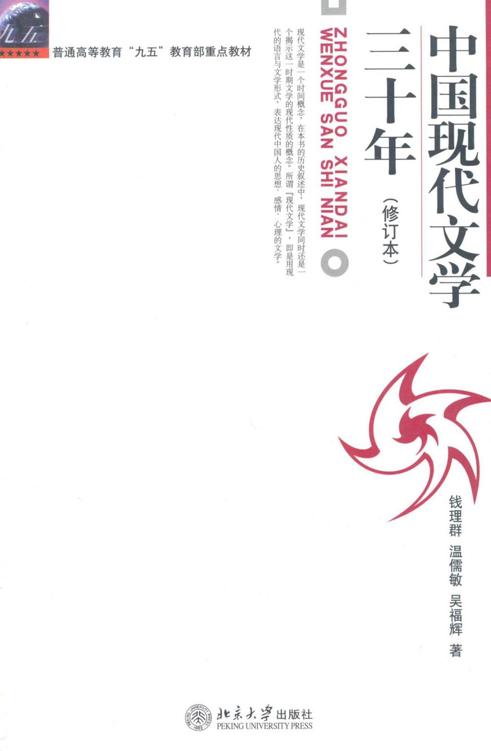 九五
普通高等教育“九五”教育部重点教材
中国现代文学
三十年
（修订本）
ZHONGGUO XIANDAI
WENXUE SAN SHI NIAN
现代文学是一个时间概念，在本书的历史叙述中，现代文学同时还是一
个揭示这一时期文学的现代性质的概念。所谓“现代文学”，即是用现
代的语言与文学形式，表达现代中国人的思想、感情、心理的文学。
钱理群 温儒敏 吴福辉 著
北京大学出版社
PEKING UNIVERSITY PRESS